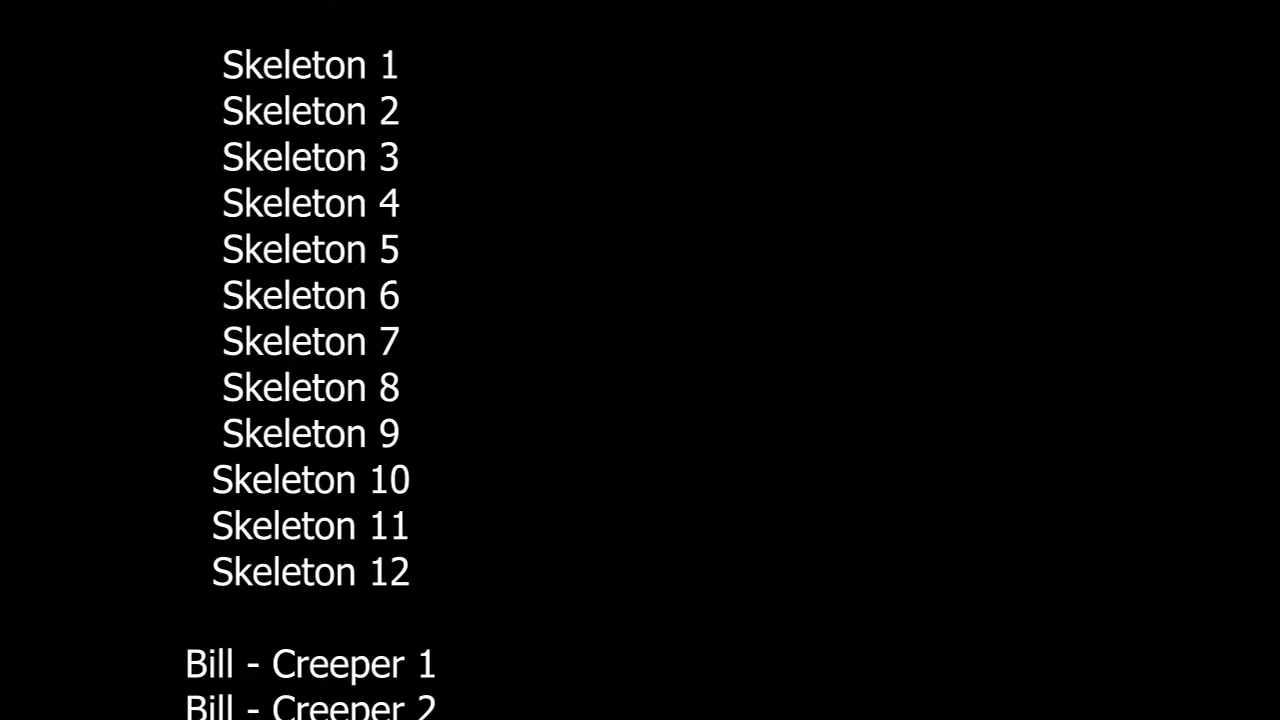 Skeleton 1
Skeleton 2
Skeleton 3
Skeleton 4
Skeleton 5
Skeleton 6
Skeleton 7
Skeleton 8
Skeleton 9
Skeleton 10
Skeleton 11
Skeleton 12
Bill - Creeper 1
Bill - Creeper 2